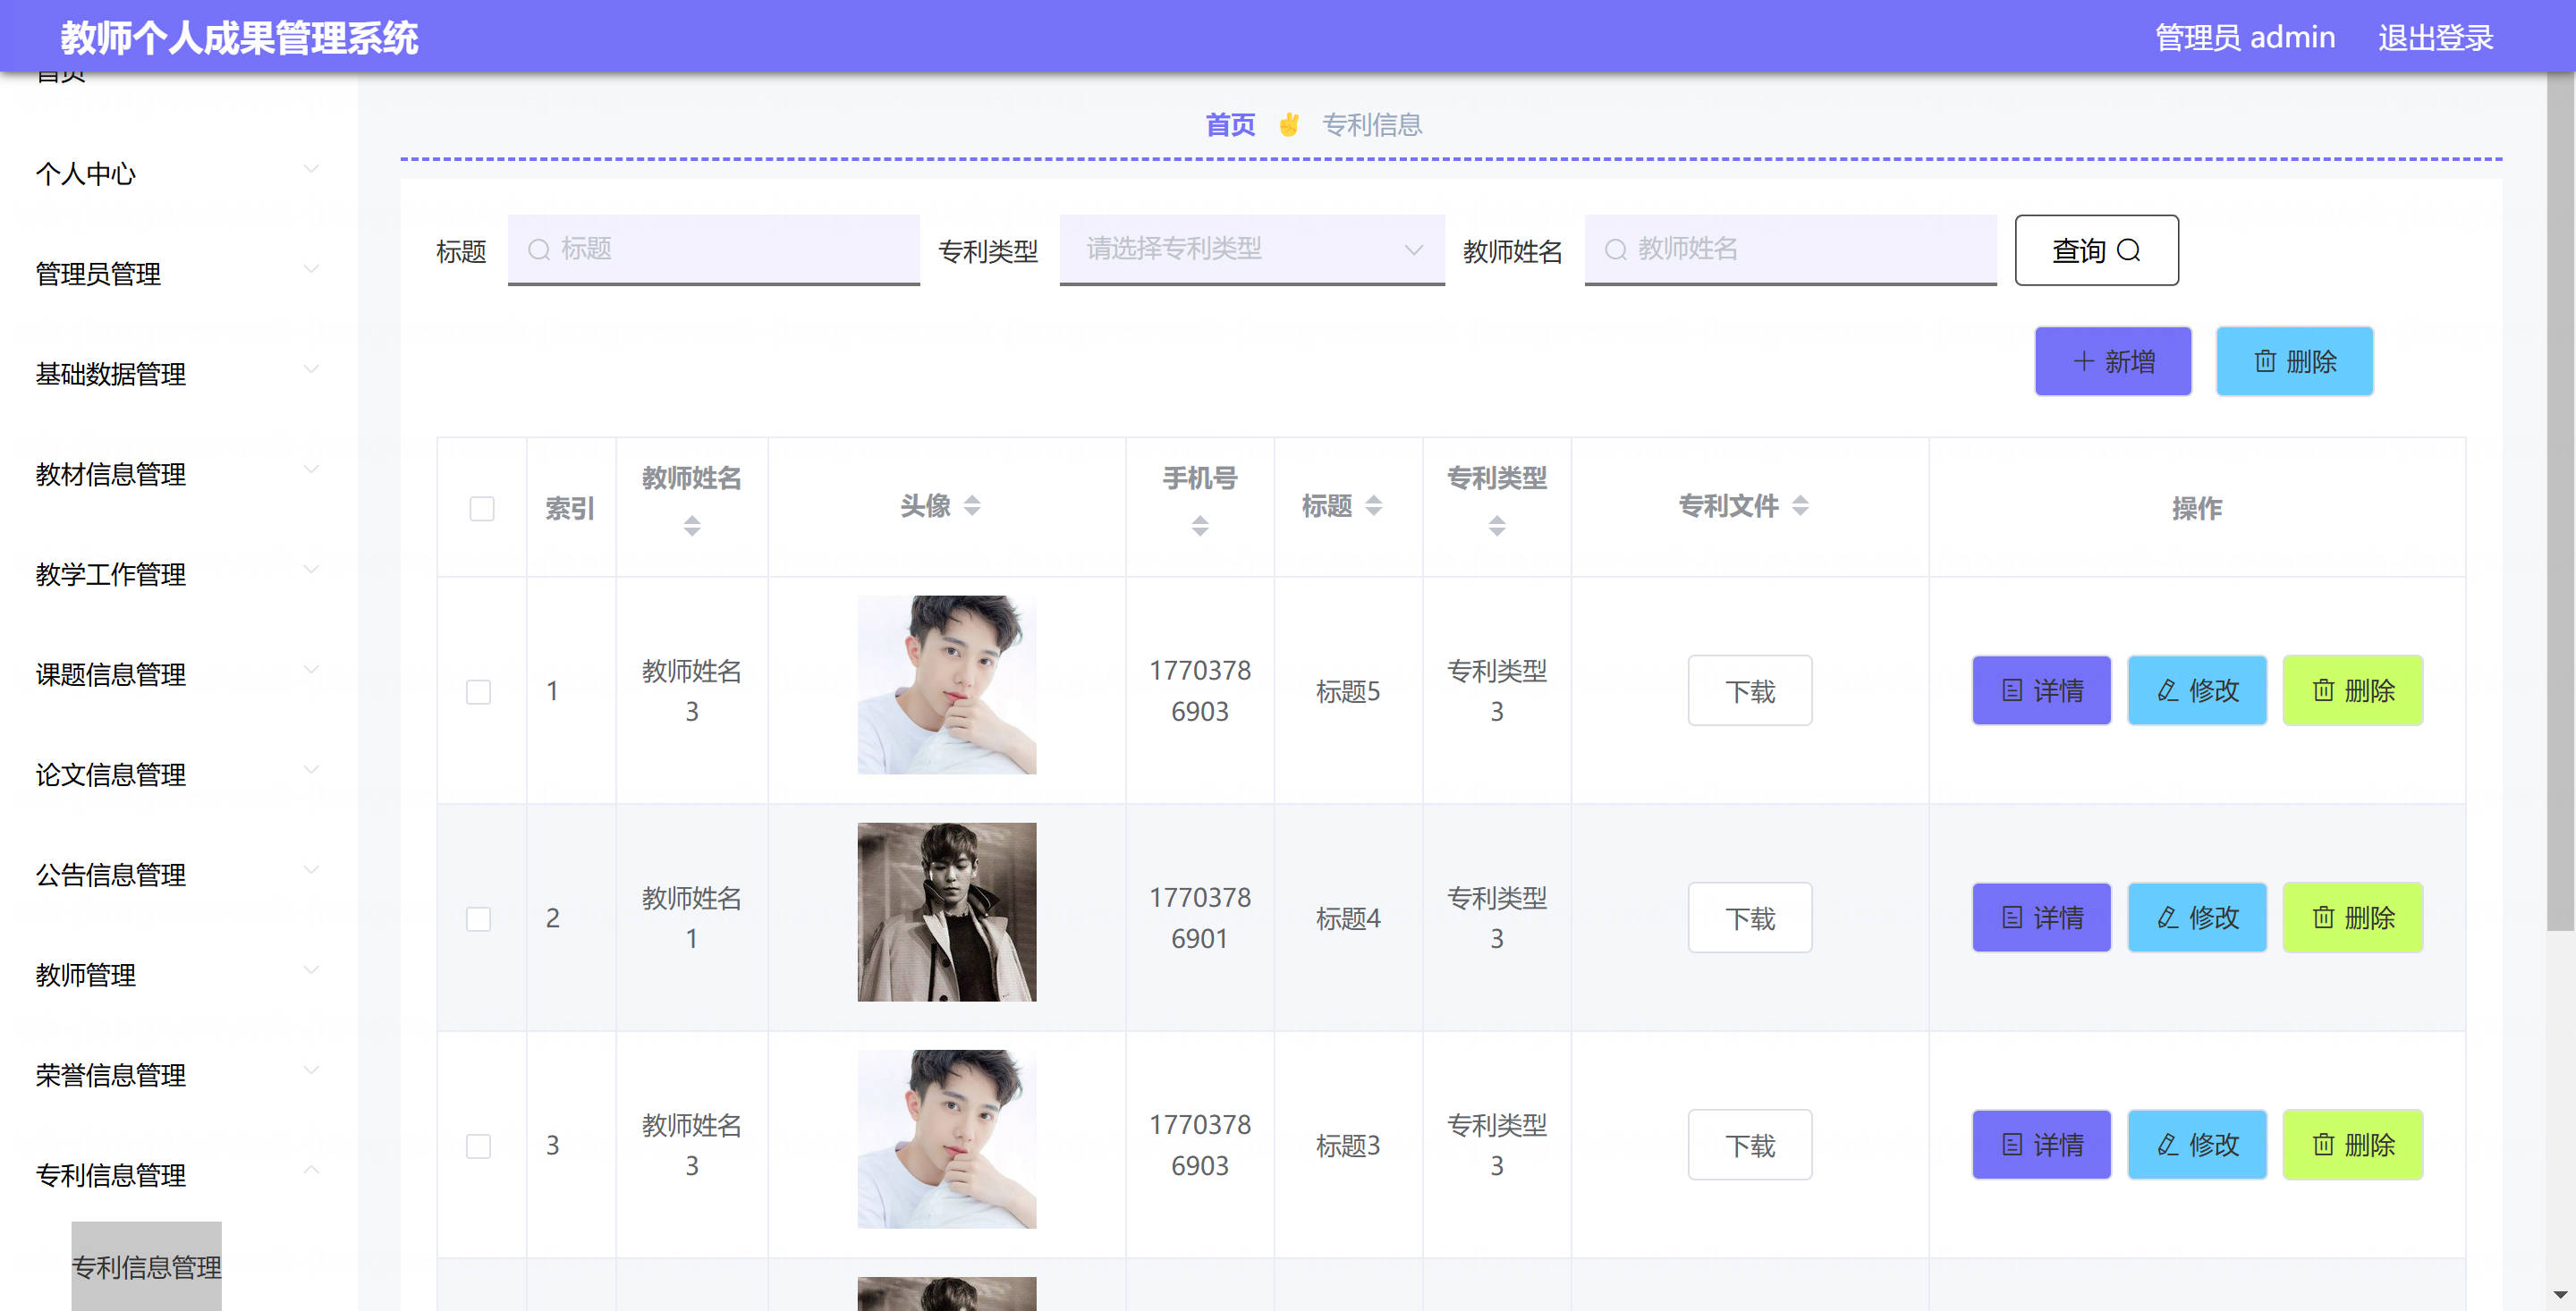 教师个人成果管理系统
管理员 admin
退出登录
首页
个人中心
管理员管理
基础数据管理
教材信息管理
教学工作管理
课题信息管理
论文信息管理
公告信息管理
教师管理
荣誉信息管理
专利信息管理
专利信息管理
首页 ✌ 专利信息
标题 标题 专利类型 请选择专利类型 教师姓名 教师姓名 查询
新增 删除
索引 教师姓名 头像 手机号 标题 专利类型 专利文件 操作
1 教师姓名3 17703786903 标题5 专利类型3 下载 详情 修改 删除
2 教师姓名1 17703786901 标题4 专利类型3 下载 详情 修改 删除
3 教师姓名3 17703786903 标题3 专利类型3 下载 详情 修改 删除